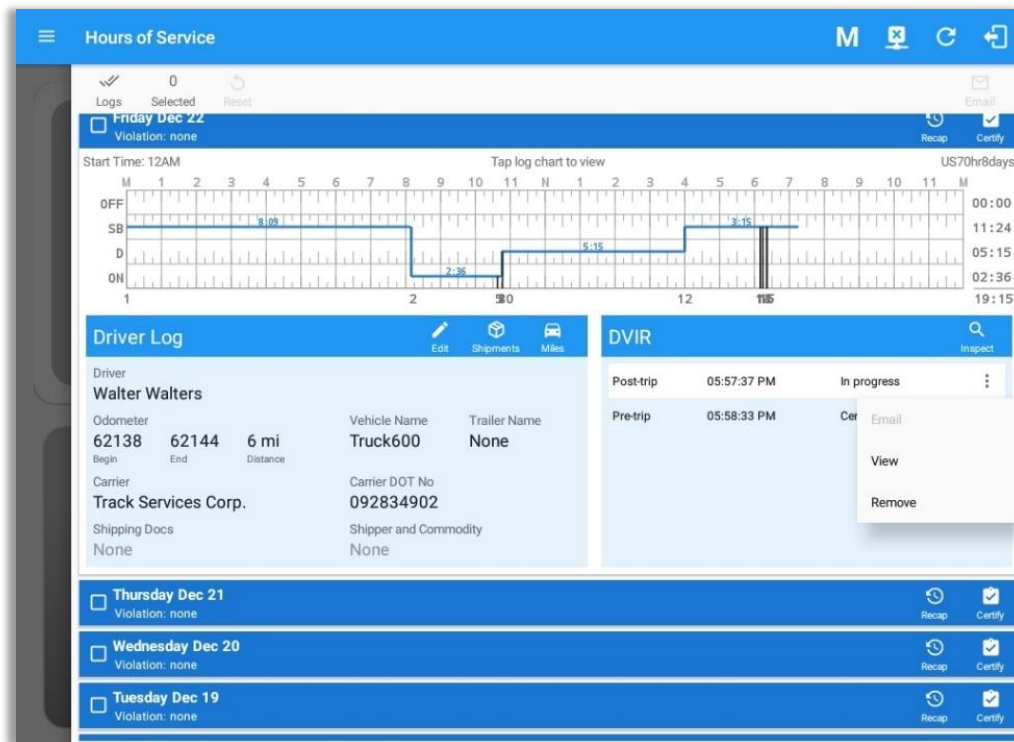 Hours of Service
M
Logs
0
Selected
Reset
Email
Friday Dec 22
Violation: none
Recap
Certify
Start Time: 12AM
Tap log chart to view
US70hr8days
M 1 2 3 4 5 6 7 8 9 10 11 N 1 2 3 4 5 6 7 8 9 10 11 M
OFF 00:00
SB 8:09 3:15 11:24
D 5:15 05:15
ON 2:36 02:36
1 2 12 19:15
Driver Log
Edit
Shipments
Miles
Driver
Walter Walters
Odometer Vehicle Name Trailer Name
62138 62144 6 mi Truck600 None
Begin End Distance
Carrier Carrier DOT No
Track Services Corp. 092834902
Shipping Docs Shipper and Commodity
None None
DVIR
Inspect
Post-trip 05:57:37 PM In progress
Pre-trip 05:58:33 PM Cer
Email
View
Remove
Thursday Dec 21
Violation: none
Recap
Certify
Wednesday Dec 20
Violation: none
Recap
Certify
Tuesday Dec 19
Violation: none
Recap
Certify